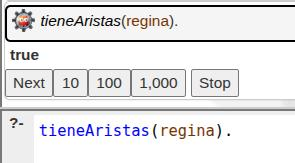 tieneAristas(regina).
true
Next 10 100 1,000 Stop
?- tieneAristas(regina).